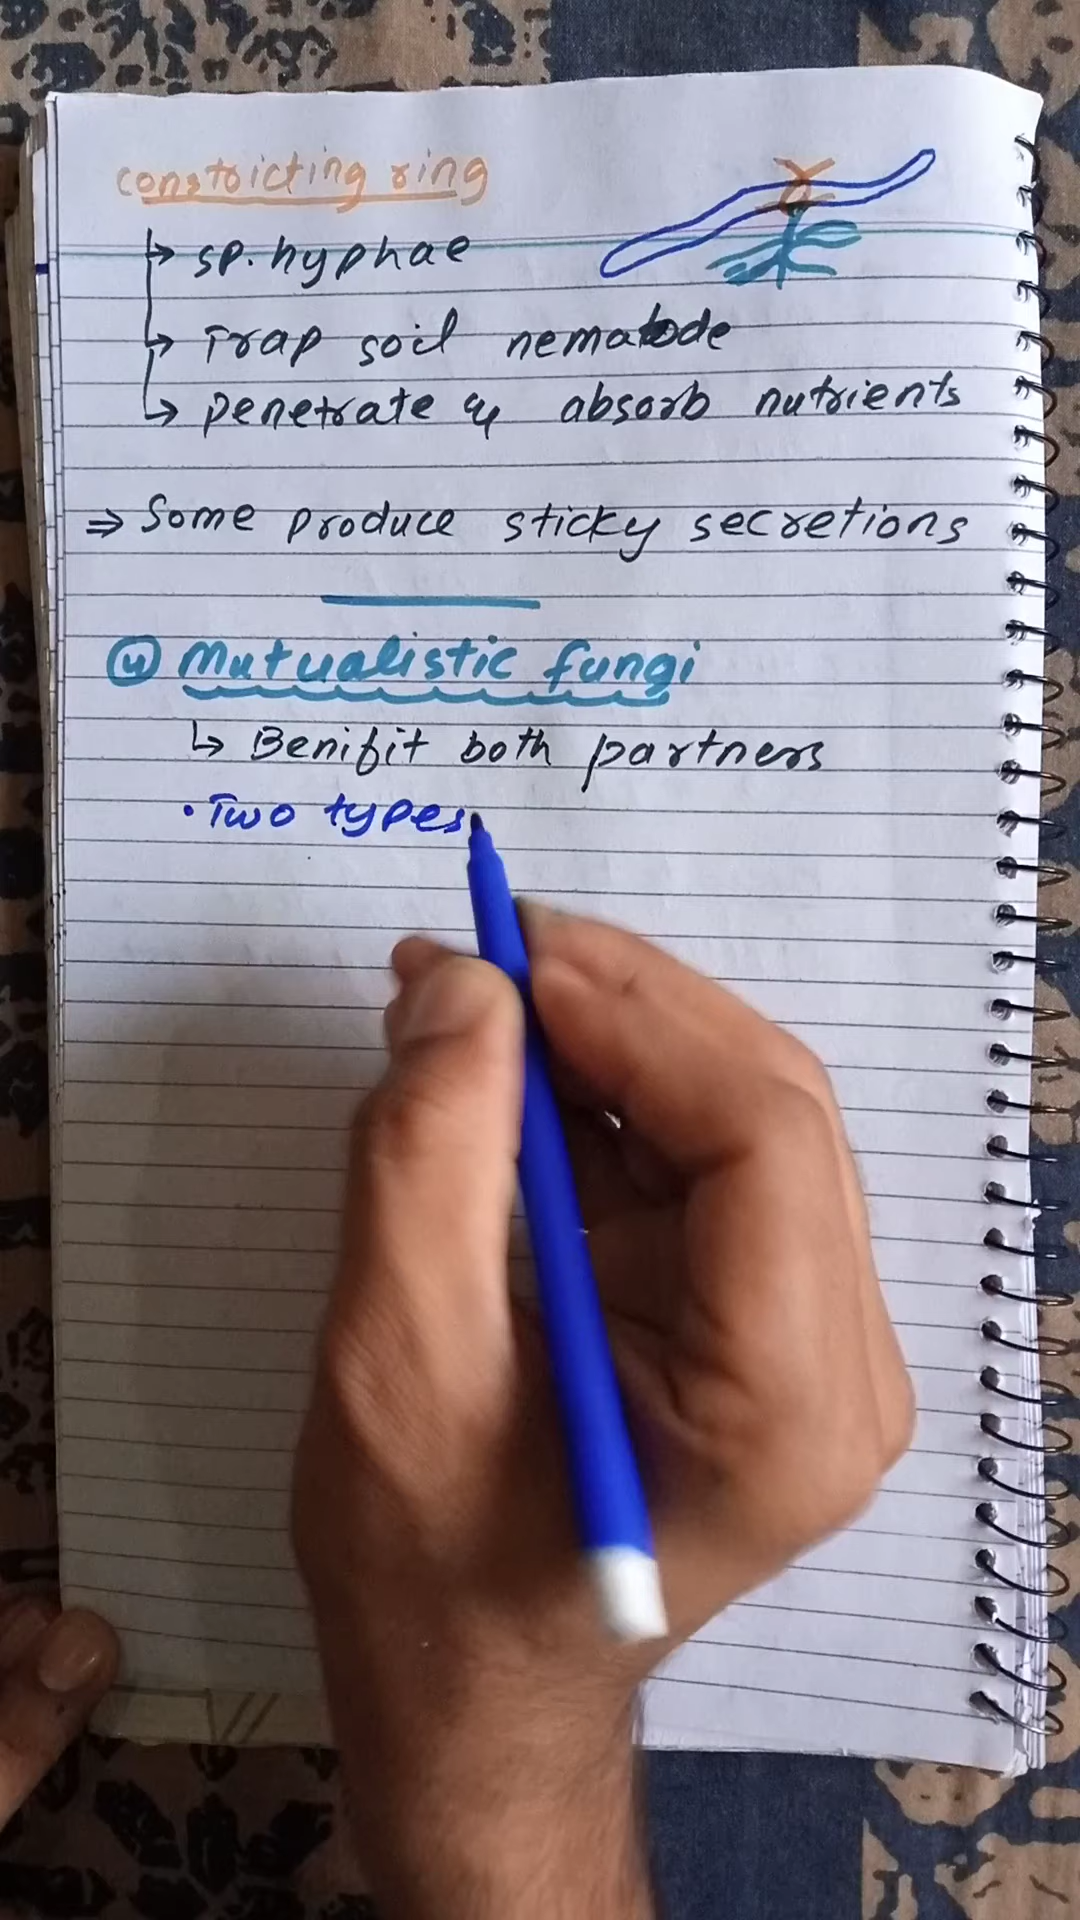 constricting ring
↳ sp. hyphae
↳ Trap soil nematode
↳ penetrate & absorb nutrients
⇒ Some produce sticky secretions
④ Mutualistic fungi
↳ Benifit both partners
• Two types